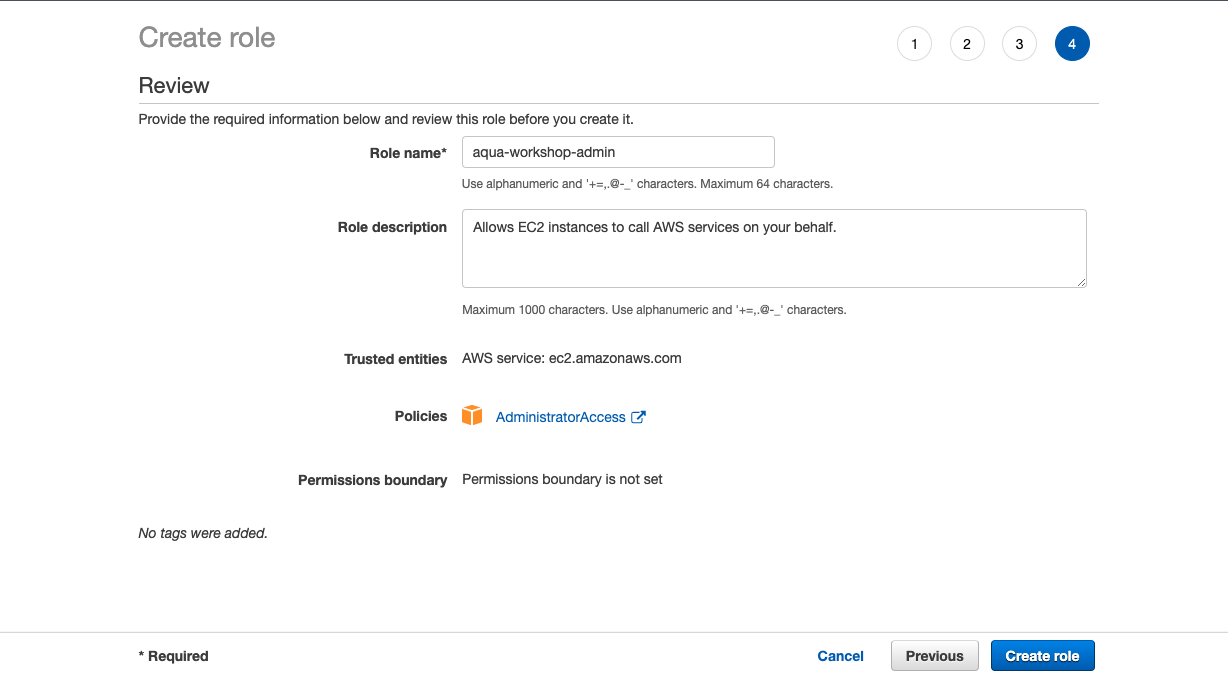 Create role
1 2 3 4
Review
Provide the required information below and review this role before you create it.
Role name* aqua-workshop-admin
Use alphanumeric and '+=,.@-_' characters. Maximum 64 characters.
Role description Allows EC2 instances to call AWS services on your behalf.
Maximum 1000 characters. Use alphanumeric and '+=,.@-_' characters.
Trusted entities AWS service: ec2.amazonaws.com
Policies AdministratorAccess
Permissions boundary Permissions boundary is not set
No tags were added.
* Required Cancel Previous Create role